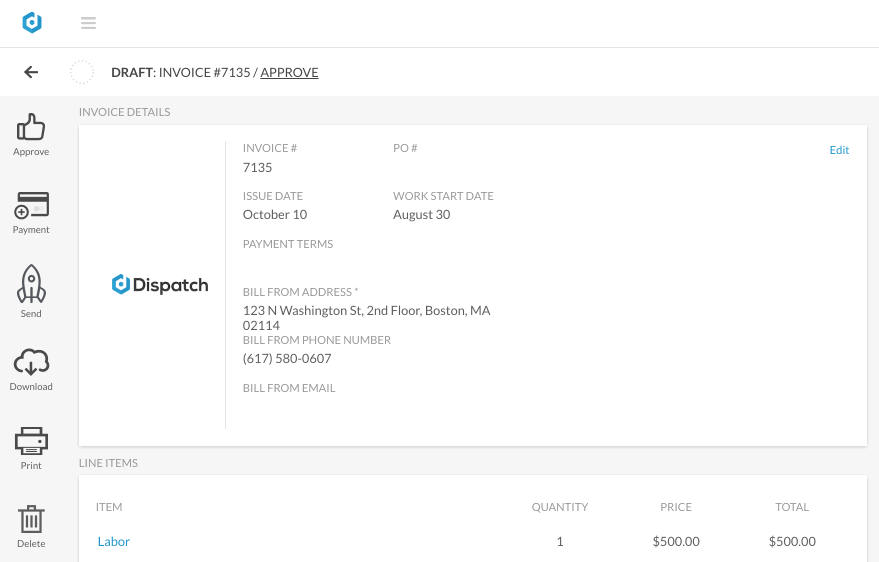 DRAFT: INVOICE #7135 / APPROVE
INVOICE DETAILS
Approve
Payment
Send
Download
Print
Delete
Dispatch
INVOICE # PO # Edit
7135
ISSUE DATE WORK START DATE
October 10 August 30
PAYMENT TERMS
BILL FROM ADDRESS *
123 N Washington St, 2nd Floor, Boston, MA
02114
BILL FROM PHONE NUMBER
(617) 580-0607
BILL FROM EMAIL
LINE ITEMS
ITEM QUANTITY PRICE TOTAL
Labor 1 $500.00 $500.00